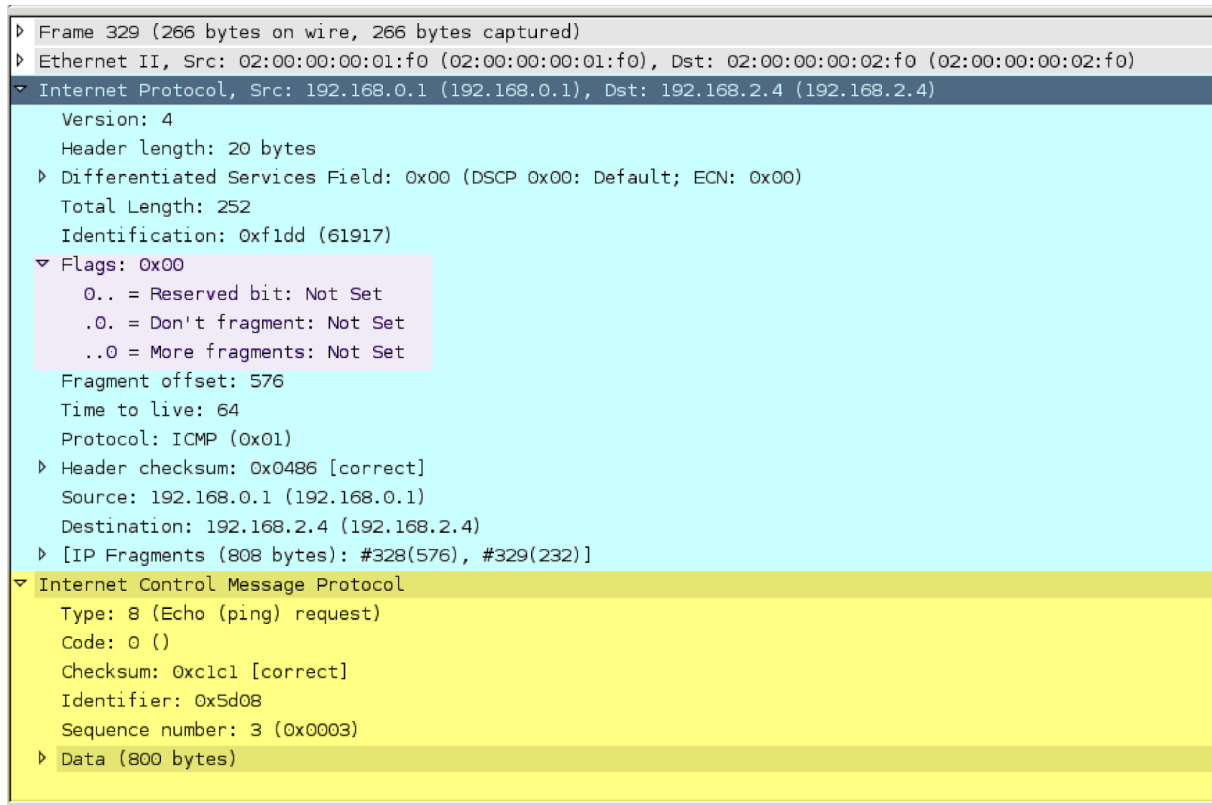 Frame 329 (266 bytes on wire, 266 bytes captured)
Ethernet II, Src: 02:00:00:00:01:f0 (02:00:00:00:01:f0), Dst: 02:00:00:00:02:f0 (02:00:00:00:02:f0)
Internet Protocol, Src: 192.168.0.1 (192.168.0.1), Dst: 192.168.2.4 (192.168.2.4)
Version: 4
Header length: 20 bytes
Differentiated Services Field: 0x00 (DSCP 0x00: Default; ECN: 0x00)
Total Length: 252
Identification: 0xf1dd (61917)
Flags: 0x00
0.. = Reserved bit: Not Set
.0. = Don't fragment: Not Set
..0 = More fragments: Not Set
Fragment offset: 576
Time to live: 64
Protocol: ICMP (0x01)
Header checksum: 0x0486 [correct]
Source: 192.168.0.1 (192.168.0.1)
Destination: 192.168.2.4 (192.168.2.4)
[IP Fragments (808 bytes): #328(576), #329(232)]
Internet Control Message Protocol
Type: 8 (Echo (ping) request)
Code: 0 ()
Checksum: 0xc1c1 [correct]
Identifier: 0x5d08
Sequence number: 3 (0x0003)
Data (800 bytes)